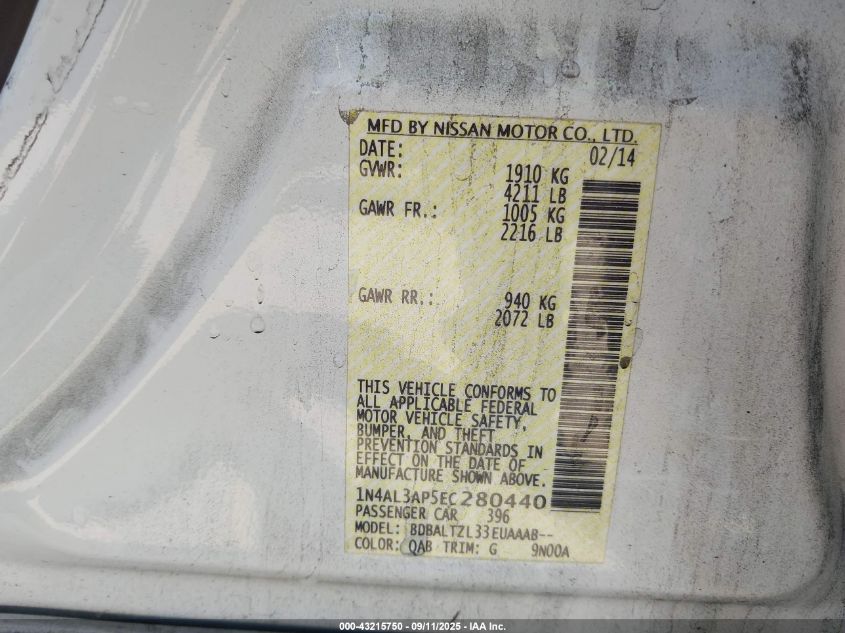 MFD BY NISSAN MOTOR CO., LTD.
DATE: 02/14
GVWR: 1910 KG
4211 LB
GAWR FR.: 1005 KG
2216 LB
GAWR RR.: 940 KG
2072 LB
THIS VEHICLE CONFORMS TO
ALL APPLICABLE FEDERAL
MOTOR VEHICLE SAFETY,
BUMPER, AND THEFT
PREVENTION STANDARDS IN
EFFECT ON THE DATE OF
MANUFACTURE SHOWN ABOVE.
1N4AL3AP5EC280440
PASSENGER CAR 396
MODEL: BDBALTZL33EUAAAB--
COLOR: QAB TRIM: G 9N00A
000-43215750 - 09/11/2025 - IAA Inc.